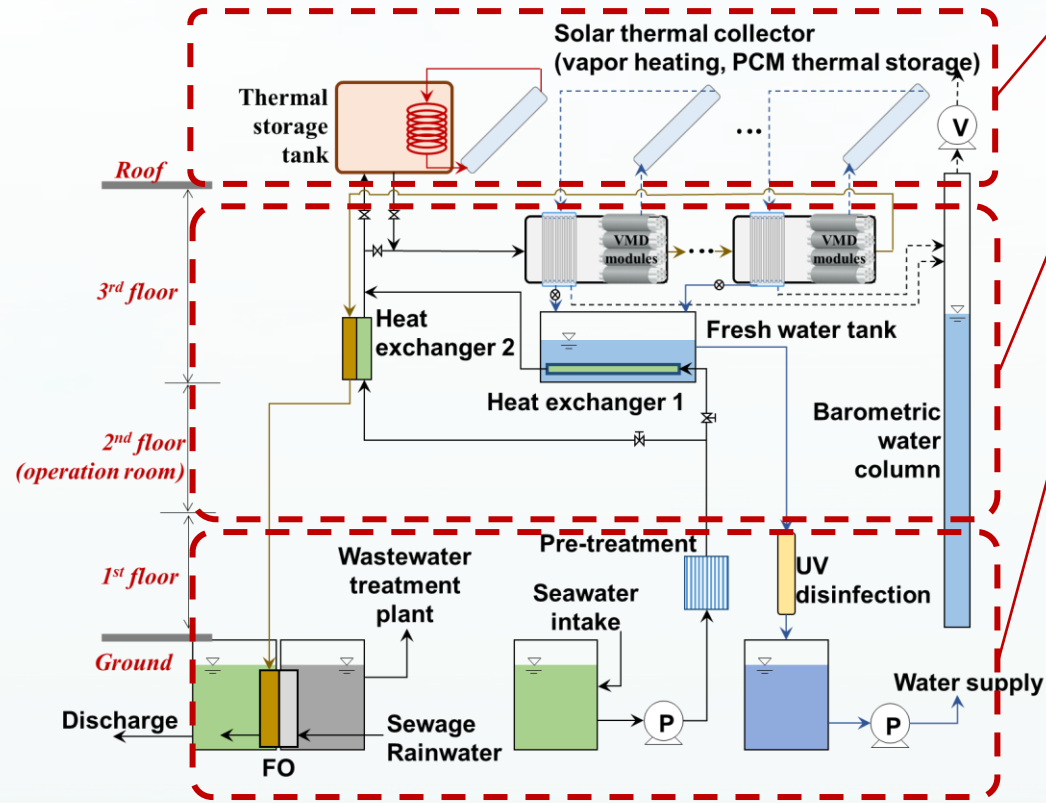 Solar thermal collector
(vapor heating, PCM thermal storage)
Thermal
storage
tank
...
V
Roof
VMD
modules
...
VMD
modules
3rd floor
Heat
exchanger 2
Fresh water tank
Heat exchanger 1
Barometric
water
column
2nd floor
(operation room)
1st floor
Wastewater
treatment
plant
Pre-treatment
Seawater
intake
UV
disinfection
Ground
Water supply
Discharge
Sewage
Rainwater
P
P
FO